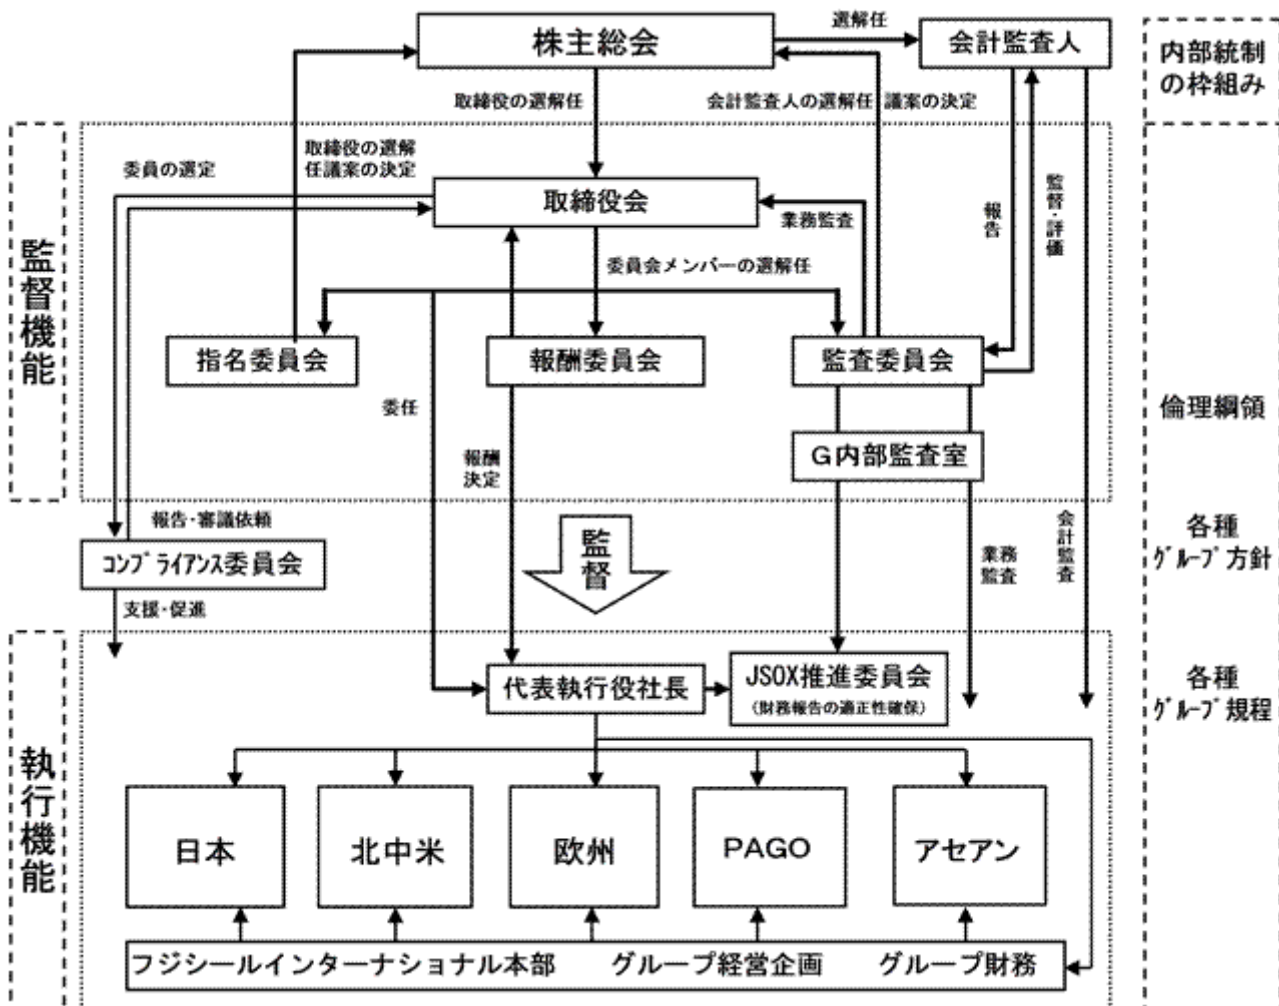 株主総会
選解任
会計監査人
内部統制
の枠組み
取締役の選解任
会計監査人の選解任 議案の決定
監督機能
委員の選定
取締役の選解
任議案の決定
取締役会
業務監査
報告
監督・評価
委員会メンバーの選解任
指名委員会
報酬委員会
監査委員会
委任
倫理綱領
報酬
決定
G内部監査室
報告・審議依頼
監督
業務
監査
会計監査
各種
グループ方針
コンプライアンス委員会
支援・促進
執行機能
代表執行役社長
JSOX推進委員会
(財務報告の適正性確保)
各種
グループ規程
日本
北中米
欧州
PAGO
アセアン
フジシールインターナショナル本部 グループ経営企画 グループ財務